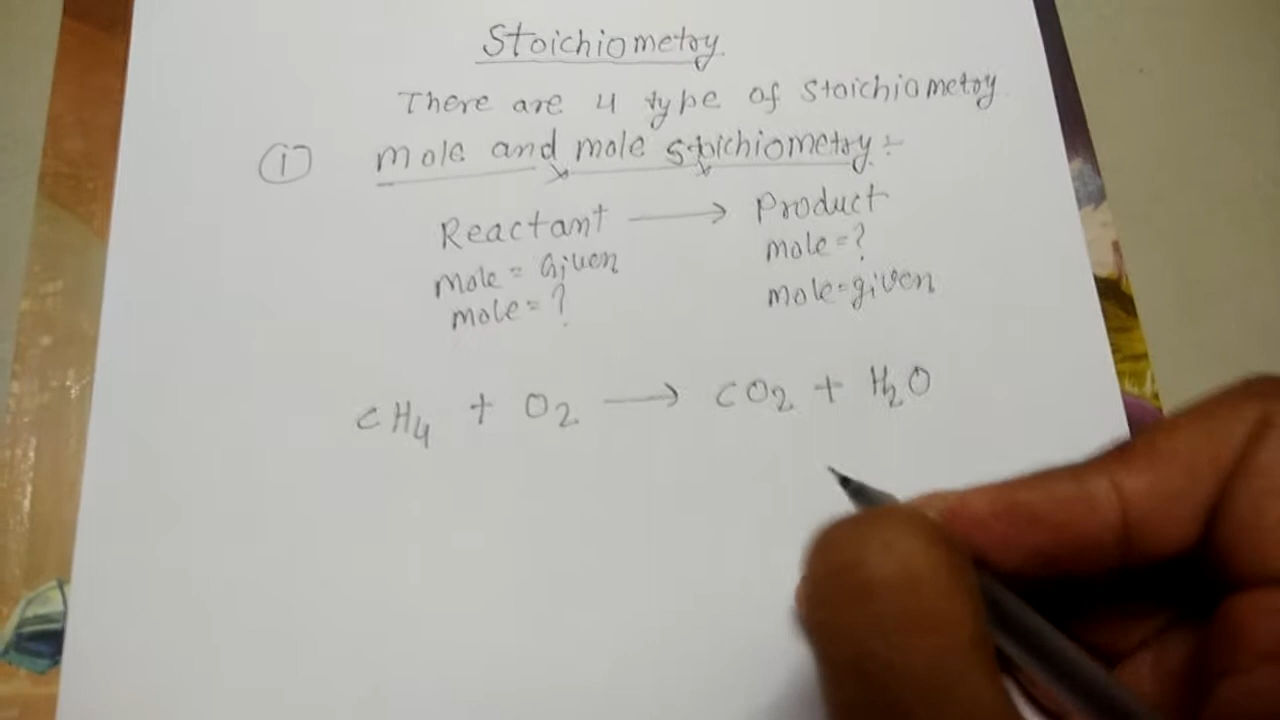 Stoichiometry.
There are 4 type of Stoichiometry
① mole and mole stoichiometry:-
Reactant → Product
mole = Given mole = ?
mole = ? mole = given
CH₄ + O₂ → CO₂ + H₂O